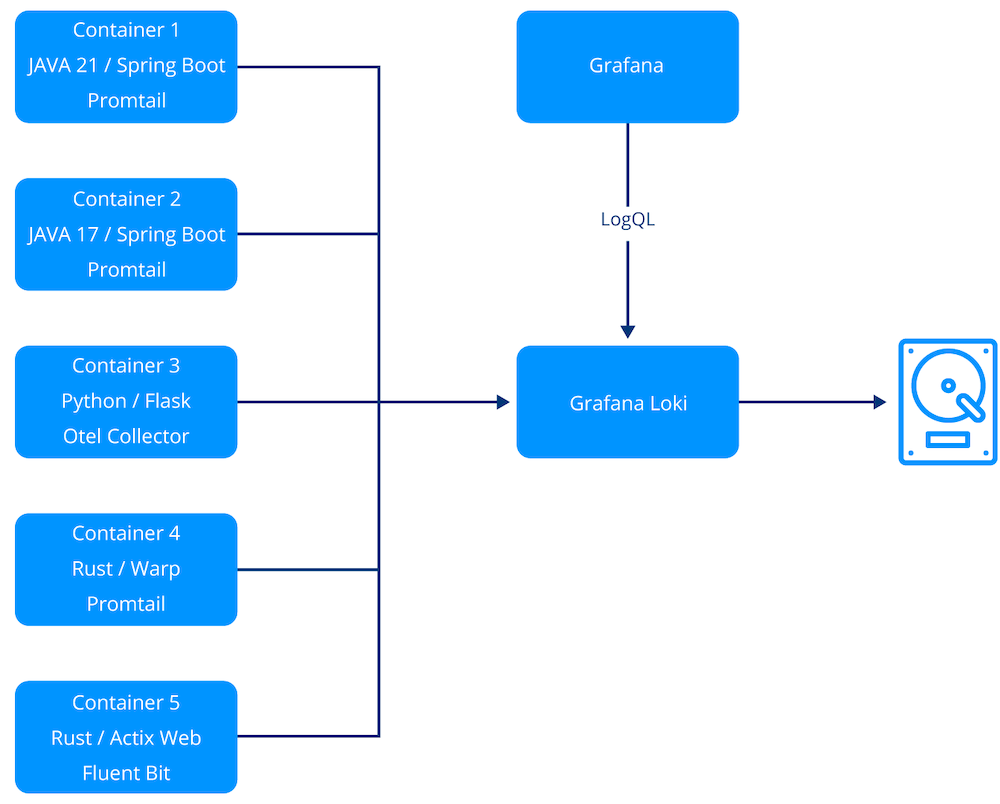 Container 1
JAVA 21 / Spring Boot
Promtail
Grafana
Container 2
JAVA 17 / Spring Boot
Promtail
LogQL
Container 3
Python / Flask
Otel Collector
Grafana Loki
Container 4
Rust / Warp
Promtail
Container 5
Rust / Actix Web
Fluent Bit